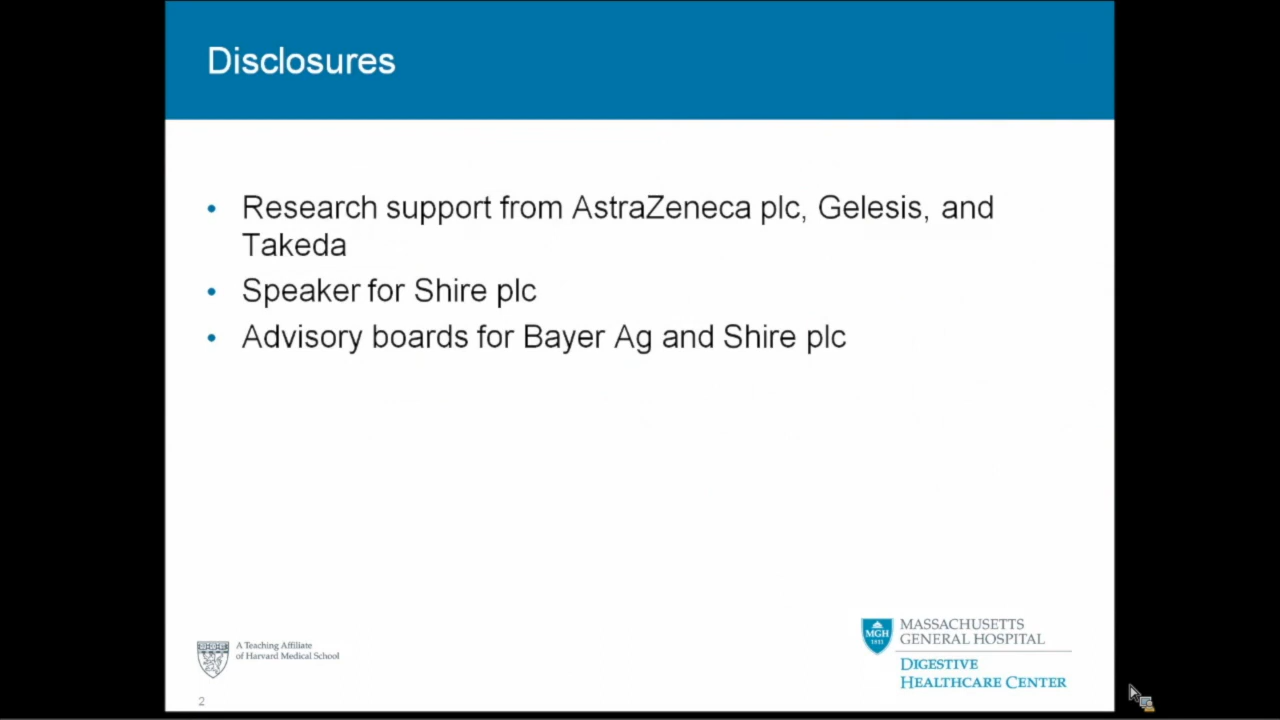 Disclosures
• Research support from AstraZeneca plc, Gelesis, and
Takeda
• Speaker for Shire plc
• Advisory boards for Bayer Ag and Shire plc
A Teaching Affiliate
of Harvard Medical School
MGH
1811
MASSACHUSETTS
GENERAL HOSPITAL
DIGESTIVE
HEALTHCARE CENTER
2